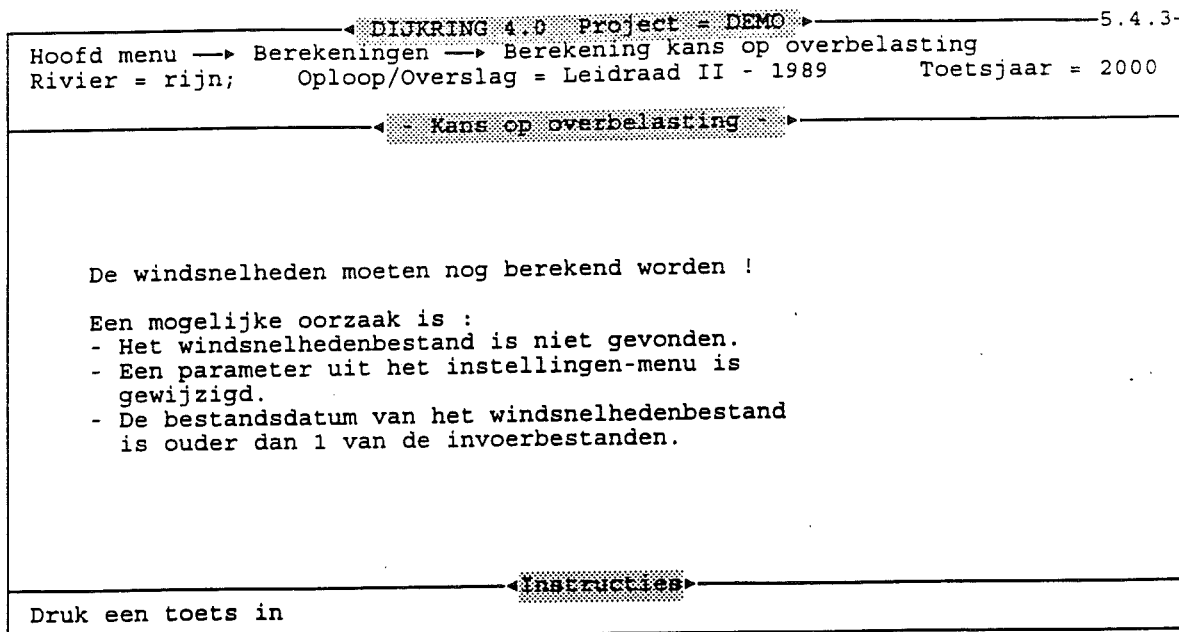 DIJKRING 4.0 Project = DEMO 5.4.3
Hoofd menu → Berekeningen → Berekening kans op overbelasting
Rivier = rijn; Oploop/Overslag = Leidraad II - 1989 Toetsjaar = 2000
- Kans op overbelasting -
De windsnelheden moeten nog berekend worden !
Een mogelijke oorzaak is :
- Het windsnelhedenbestand is niet gevonden.
- Een parameter uit het instellingen-menu is
gewijzigd.
- De bestandsdatum van het windsnelhedenbestand
is ouder dan 1 van de invoerbestanden.
Instructies
Druk een toets in